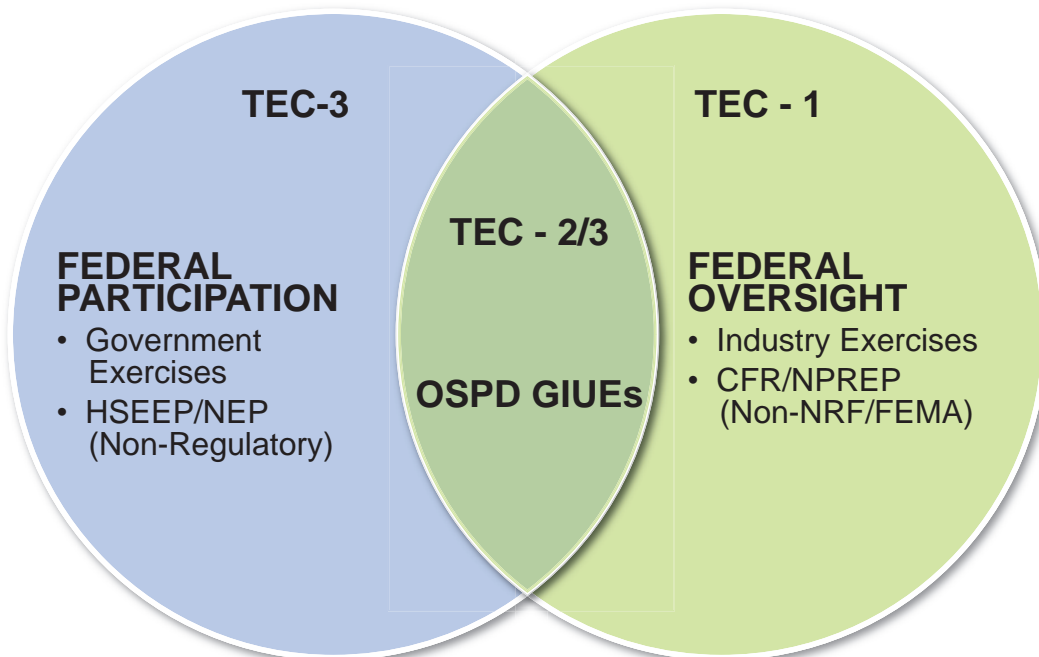 TEC-3
FEDERAL
PARTICIPATION
• Government
Exercises
• HSEEP/NEP
(Non-Regulatory)
TEC - 2/3
OSPD GIUEs
TEC - 1
FEDERAL
OVERSIGHT
• Industry Exercises
• CFR/NPREP
(Non-NRF/FEMA)